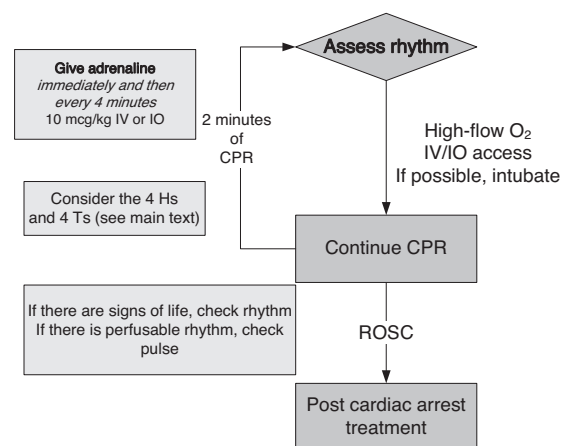 Assess rhythm
Give adrenaline
immediately and then
every 4 minutes
10 mcg/kg IV or IO
2 minutes
of
CPR
High-flow O₂
IV/IO access
If possible, intubate
Consider the 4 Hs
and 4 Ts (see main text)
Continue CPR
If there are signs of life, check rhythm
If there is perfusable rhythm, check
pulse
ROSC
Post cardiac arrest
treatment